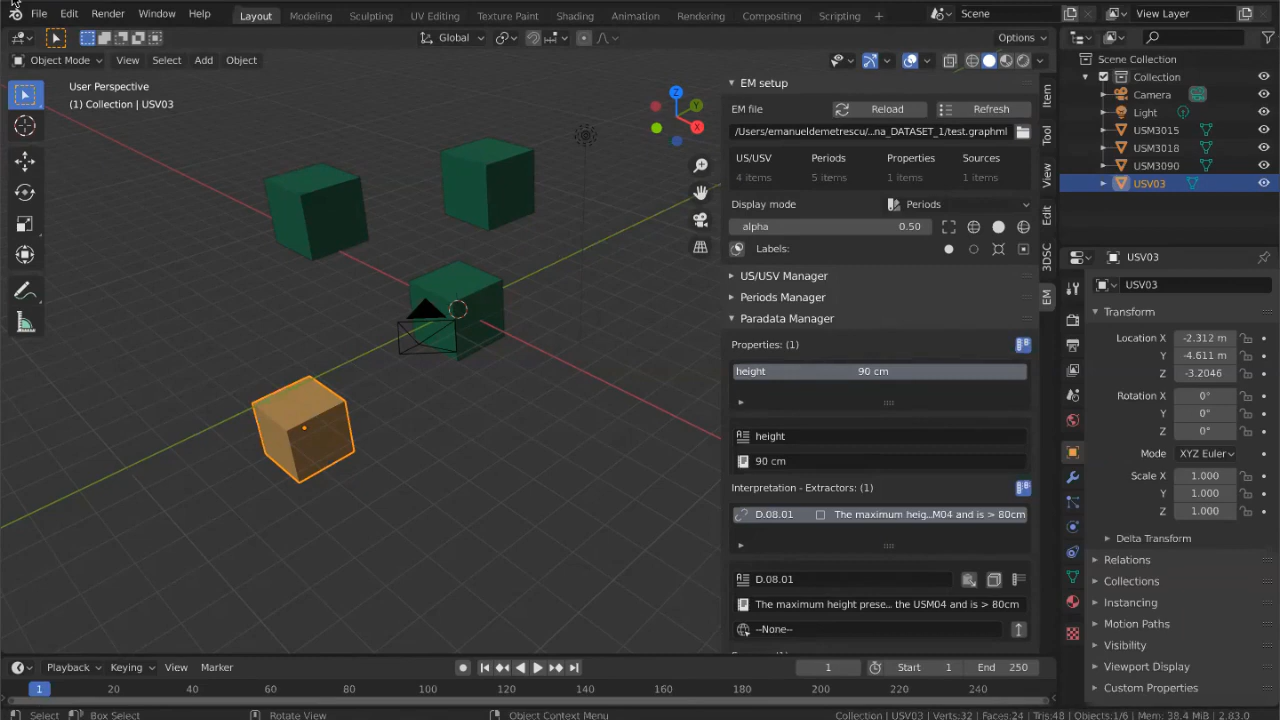 File Edit Render Window Help Layout Modeling Sculpting UV Editing Texture Paint Shading Animation Rendering Compositing Scripting + Scene View Layer
Global Options
Object Mode View Select Add Object
User Perspective
(1) Collection | USV03
Z
Y
X
EM setup
EM file Reload Refresh
/Users/emanueldemetrescu/...na_DATASET_1/test.graphml
US/USV Periods Properties Sources
4 items 5 items 1 items 1 items
Display mode Periods
alpha 0.50
Labels:
US/USV Manager
Periods Manager
Paradata Manager
Properties: (1)
height 90 cm
height
90 cm
Interpretation - Extractors: (1)
D.08.01 The maximum heig...M04 and is > 80cm
D.08.01
The maximum height prese... the USM04 and is > 80cm
--None--
Item
Tool
View
Edit
3DSC
EM
Scene Collection
Collection
Camera
Light
USM3015
USM3018
USM3090
USV03
USV03
USV03
Transform
Location X -2.312 m
Y -4.611 m
Z -3.2046
Rotation X 0°
Y 0°
Z 0°
Mode XYZ Euler
Scale X 1.000
Y 1.000
Z 1.000
Delta Transform
Relations
Collections
Instancing
Motion Paths
Visibility
Viewport Display
Custom Properties
Playback Keying View Marker 1 Start 1 End 250
1 20 40 60 80 100 120 140 160 180 200 220 240
Select Box Select Rotate View Object Context Menu Collection | USV03 | Verts:32 | Faces:24 | Tris:48 | Objects:1/6 | Mem: 38.4 MiB | 2.83.0